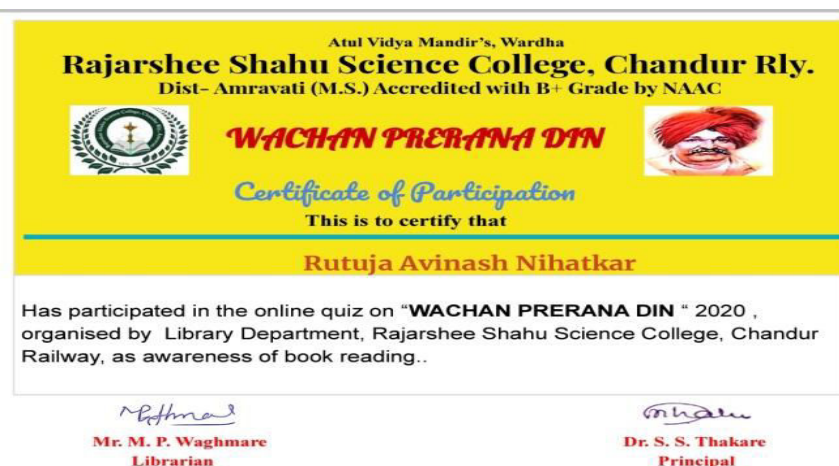 Atul Vidya Mandir's, Wardha
Rajarshee Shahu Science College, Chandur Rly.
Dist- Amravati (M.S.) Accredited with B+ Grade by NAAC
WACHAN PRERANA DIN
Certificate of Participation
This is to certify that
Rutuja Avinash Nihatkar
Has participated in the online quiz on “WACHAN PRERANA DIN “ 2020 ,
organised by Library Department, Rajarshee Shahu Science College, Chandur
Railway, as awareness of book reading..
Mr. M. P. Waghmare
Librarian
Dr. S. S. Thakare
Principal